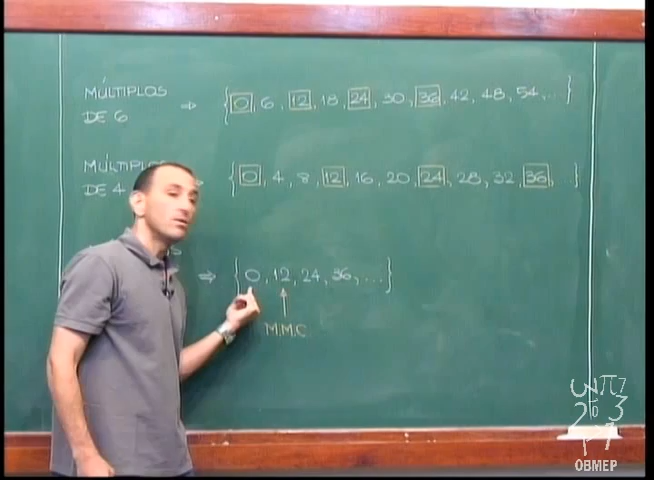 MÚLTIPLOS ⇒ {0, 6, 12, 18, 24, 30, 36, 42, 48, 54, ...}
DE 6
{0, 4, 8, 12, 16, 20, 24, 28, 32, 36, ...}
DE 4
⇒ {0, 12, 24, 36, ...}
M.M.C
OBMEP